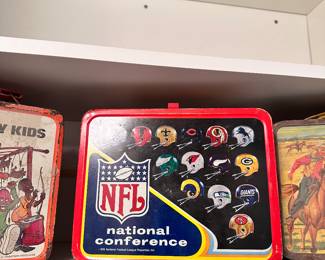 Y KIDS
NFL
national
conference
GIANTS
G